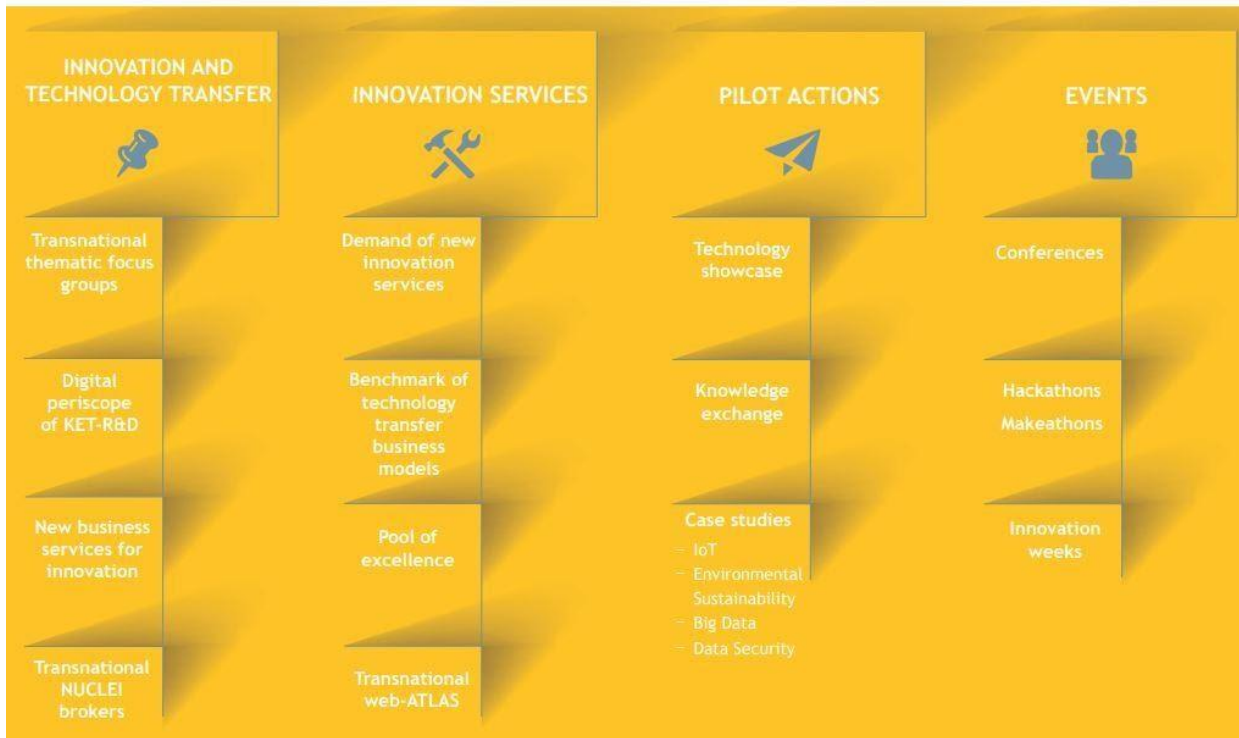 INNOVATION AND
TECHNOLOGY TRANSFER
Transnational
thematic focus
groups
Digital
periscope
of KET-R&D
New business
services for
innovation
Transnational
NUCLEI
brokers
INNOVATION SERVICES
Demand of new
innovation
services
Benchmark of
technology
transfer
business
models
Pool of
excellence
Transnational
web-ATLAS
PILOT ACTIONS
Technology
showcase
Knowledge
exchange
Case studies
– IoT
– Environmental
Sustainability
– Big Data
– Data Security
EVENTS
Conferences
Hackathons
Makeathons
Innovation
weeks